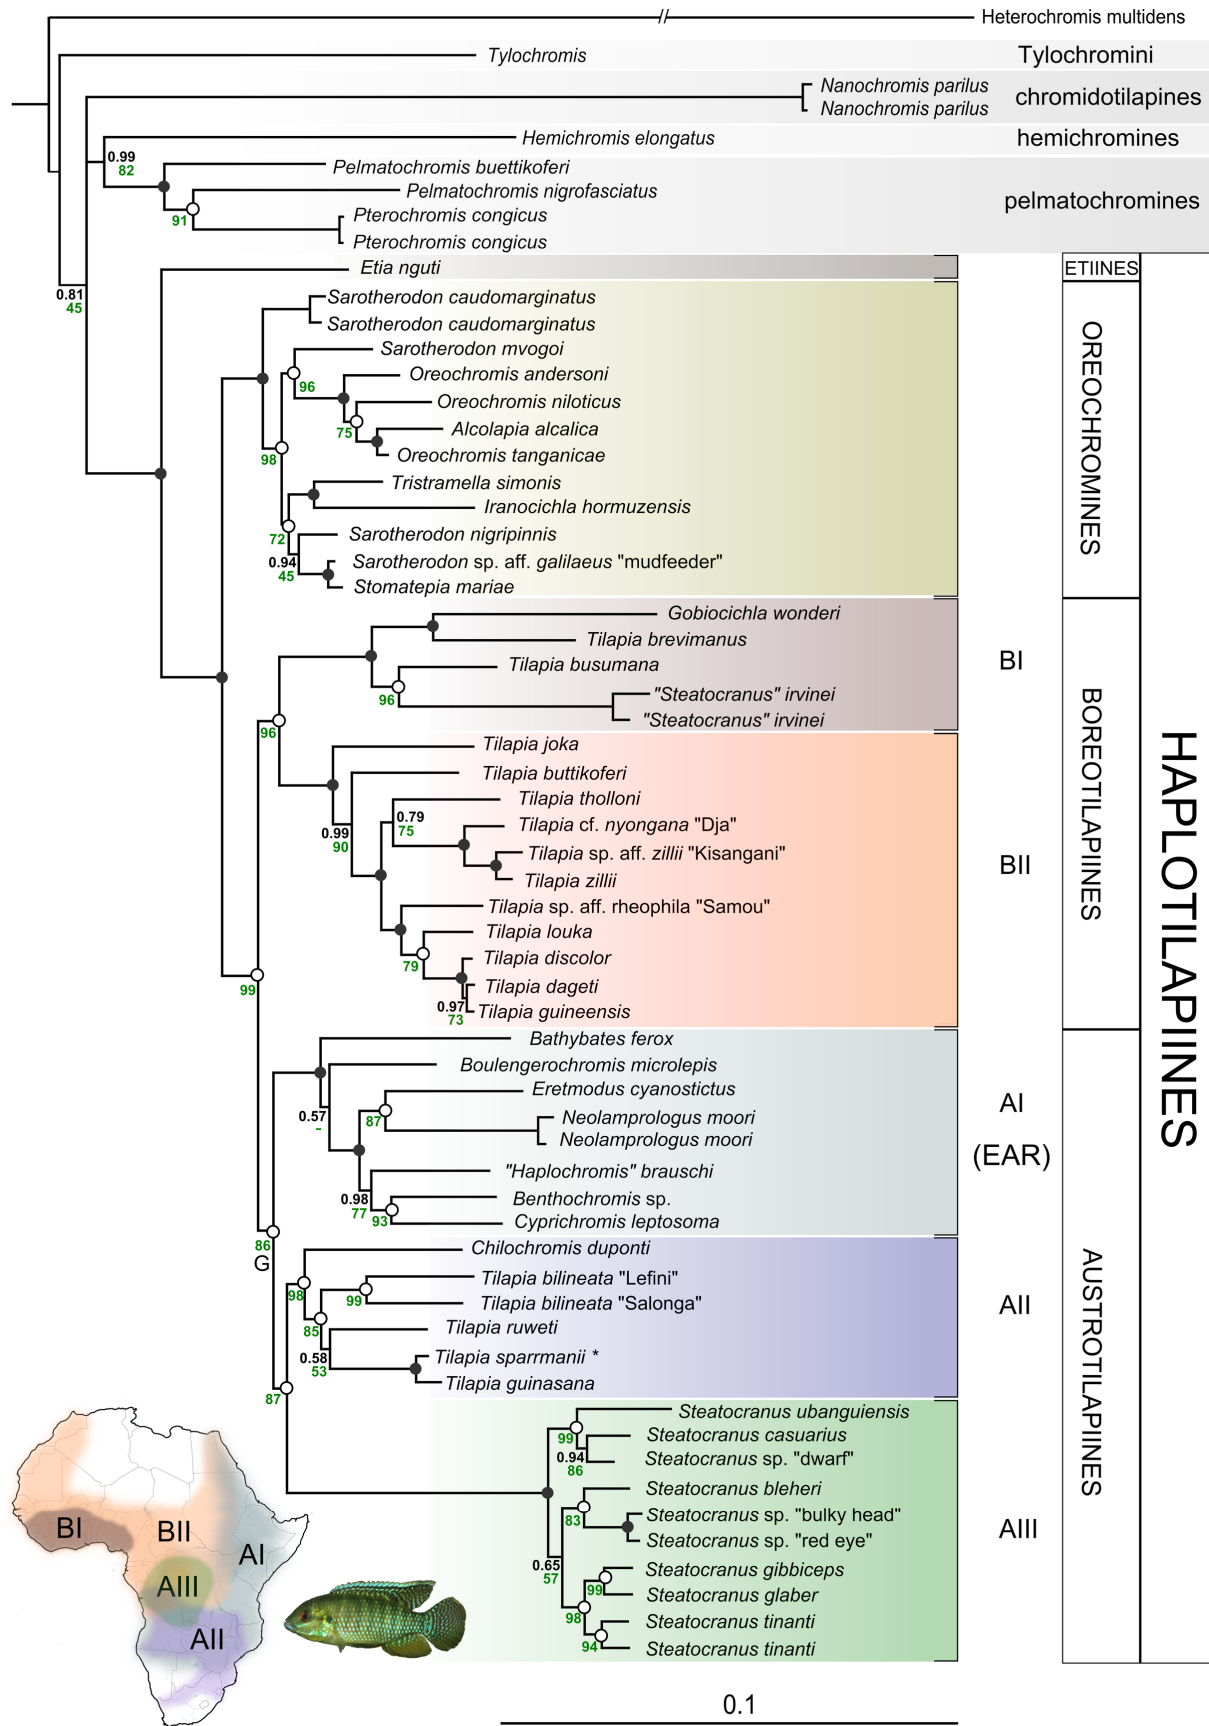 Heterochromis multidens
Tylochromis
Tylochromini
Nanochromis parilus
Nanochromis parilus
chromidotilapines
Hemichromis elongatus
hemichromines
0.99
82
Pelmatochromis buettikoferi
Pelmatochromis nigrofasciatus
pelmatochromines
91
Pterochromis congicus
Pterochromis congicus
Etia nguti
ETIINES
0.81
45
Sarotherodon caudomarginatus
Sarotherodon caudomarginatus
Sarotherodon mvogoi
96
Oreochromis andersoni
Oreochromis niloticus
75
Alcolapia alcalica
98
Oreochromis tanganicae
Tristramella simonis
Iranocichla hormuzensis
72
Sarotherodon nigripinnis
0.94
45
Sarotherodon sp. aff. galilaeus "mudfeeder"
Stomatepia mariae
OREOCHROMINES
Gobiocichla wonderi
Tilapia brevimanus
Tilapia busumana
BI
96
"Steatocranus" irvinei
"Steatocranus" irvinei
96
Tilapia joka
Tilapia buttikoferi
Tilapia tholloni
0.79
75
0.99
90
Tilapia cf. nyongana "Dja"
Tilapia sp. aff. zillii "Kisangani"
Tilapia zillii
BII
Tilapia sp. aff. rheophila "Samou"
Tilapia louka
79
Tilapia discolor
Tilapia dageti
0.97
73
Tilapia guineensis
BOREOTILAPIINES
HAPLOTILAPIINES
99
Bathybates ferox
Boulengerochromis microlepis
Eretmodus cyanostictus
0.57
-
87
Neolamprologus moori
Neolamprologus moori
AI
(EAR)
"Haplochromis" brauschi
0.98
77
Benthochromis sp.
93
Cyprichromis leptosoma
86
G
Chilochromis duponti
98
Tilapia bilineata "Lefini"
99
Tilapia bilineata "Salonga"
AII
85
Tilapia ruweti
0.58
53
Tilapia sparrmanii *
Tilapia guinasana
87
AUSTROTILAPIINES
Steatocranus ubanguiensis
99
Steatocranus casuarius
0.94
86
Steatocranus sp. "dwarf"
Steatocranus bleheri
83
Steatocranus sp. "bulky head"
Steatocranus sp. "red eye"
AIII
0.65
57
Steatocranus gibbiceps
99
Steatocranus glaber
98
Steatocranus tinanti
94
Steatocranus tinanti
BI
BII
AI
AIII
AII
0.1